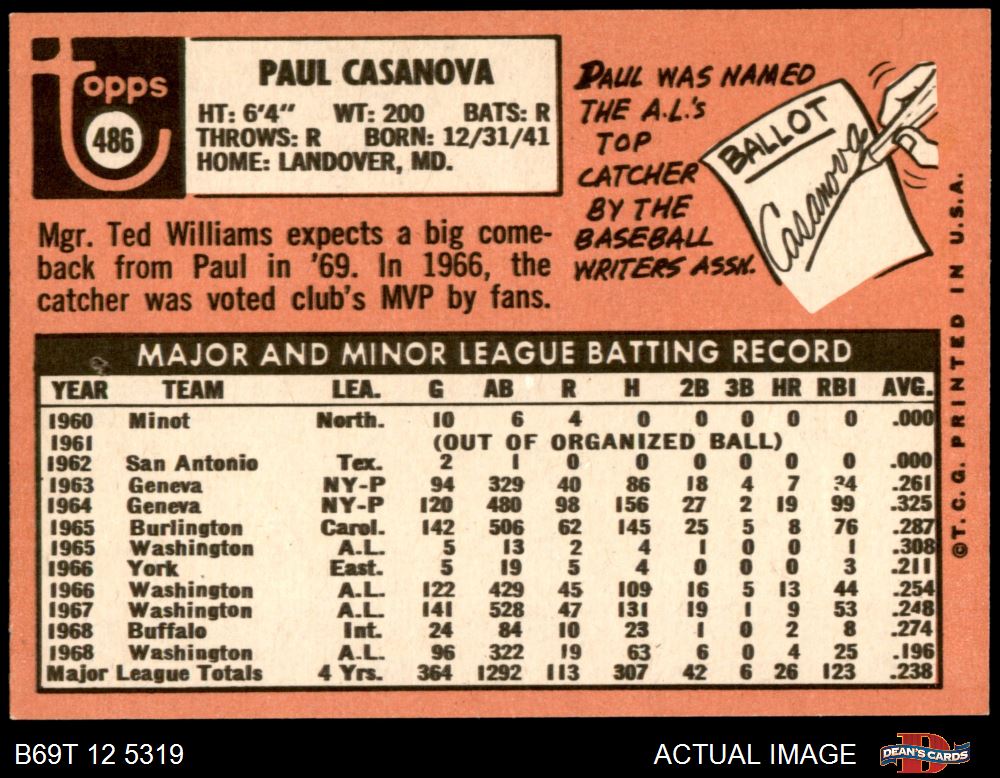 Topps
486
PAUL CASANOVA
HT: 6'4" WT: 200 BATS: R
THROWS: R BORN: 12/31/41
HOME: LANDOVER, MD.
PAUL WAS NAMED
THE A.L.'S
TOP
CATCHER
BY THE
BASEBALL
WRITERS ASSN.
BALLOT
Casanova
Mgr. Ted Williams expects a big come-
back from Paul in '69. In 1966, the
catcher was voted club's MVP by fans.
MAJOR AND MINOR LEAGUE BATTING RECORD
YEAR TEAM LEA. G AB R H 2B 3B HR RBI AVG.
1960 Minot North. 10 6 4 0 0 0 0 0 .000
1961 (OUT OF ORGANIZED BALL)
1962 San Antonio Tex. 2 1 0 0 0 0 0 0 .000
1963 Geneva NY-P 94 329 40 86 18 4 7 34 .261
1964 Geneva NY-P 120 480 98 156 27 2 19 99 .325
1965 Burlington Carol. 142 506 62 145 25 5 8 76 .287
1965 Washington A.L. 5 13 2 4 1 0 0 1 .308
1966 York East. 5 19 5 4 0 0 0 3 .211
1966 Washington A.L. 122 429 45 109 16 5 13 44 .254
1967 Washington A.L. 141 528 47 131 19 1 9 53 .248
1968 Buffalo Int. 24 84 10 23 1 0 2 8 .274
1968 Washington A.L. 96 322 19 63 6 0 4 25 .196
Major League Totals 4 Yrs. 364 1292 113 307 42 6 26 123 .238
©T. C. G. PRINTED IN U.S.A.
B69T 12 5319
ACTUAL IMAGE
DEAN'S CARDS